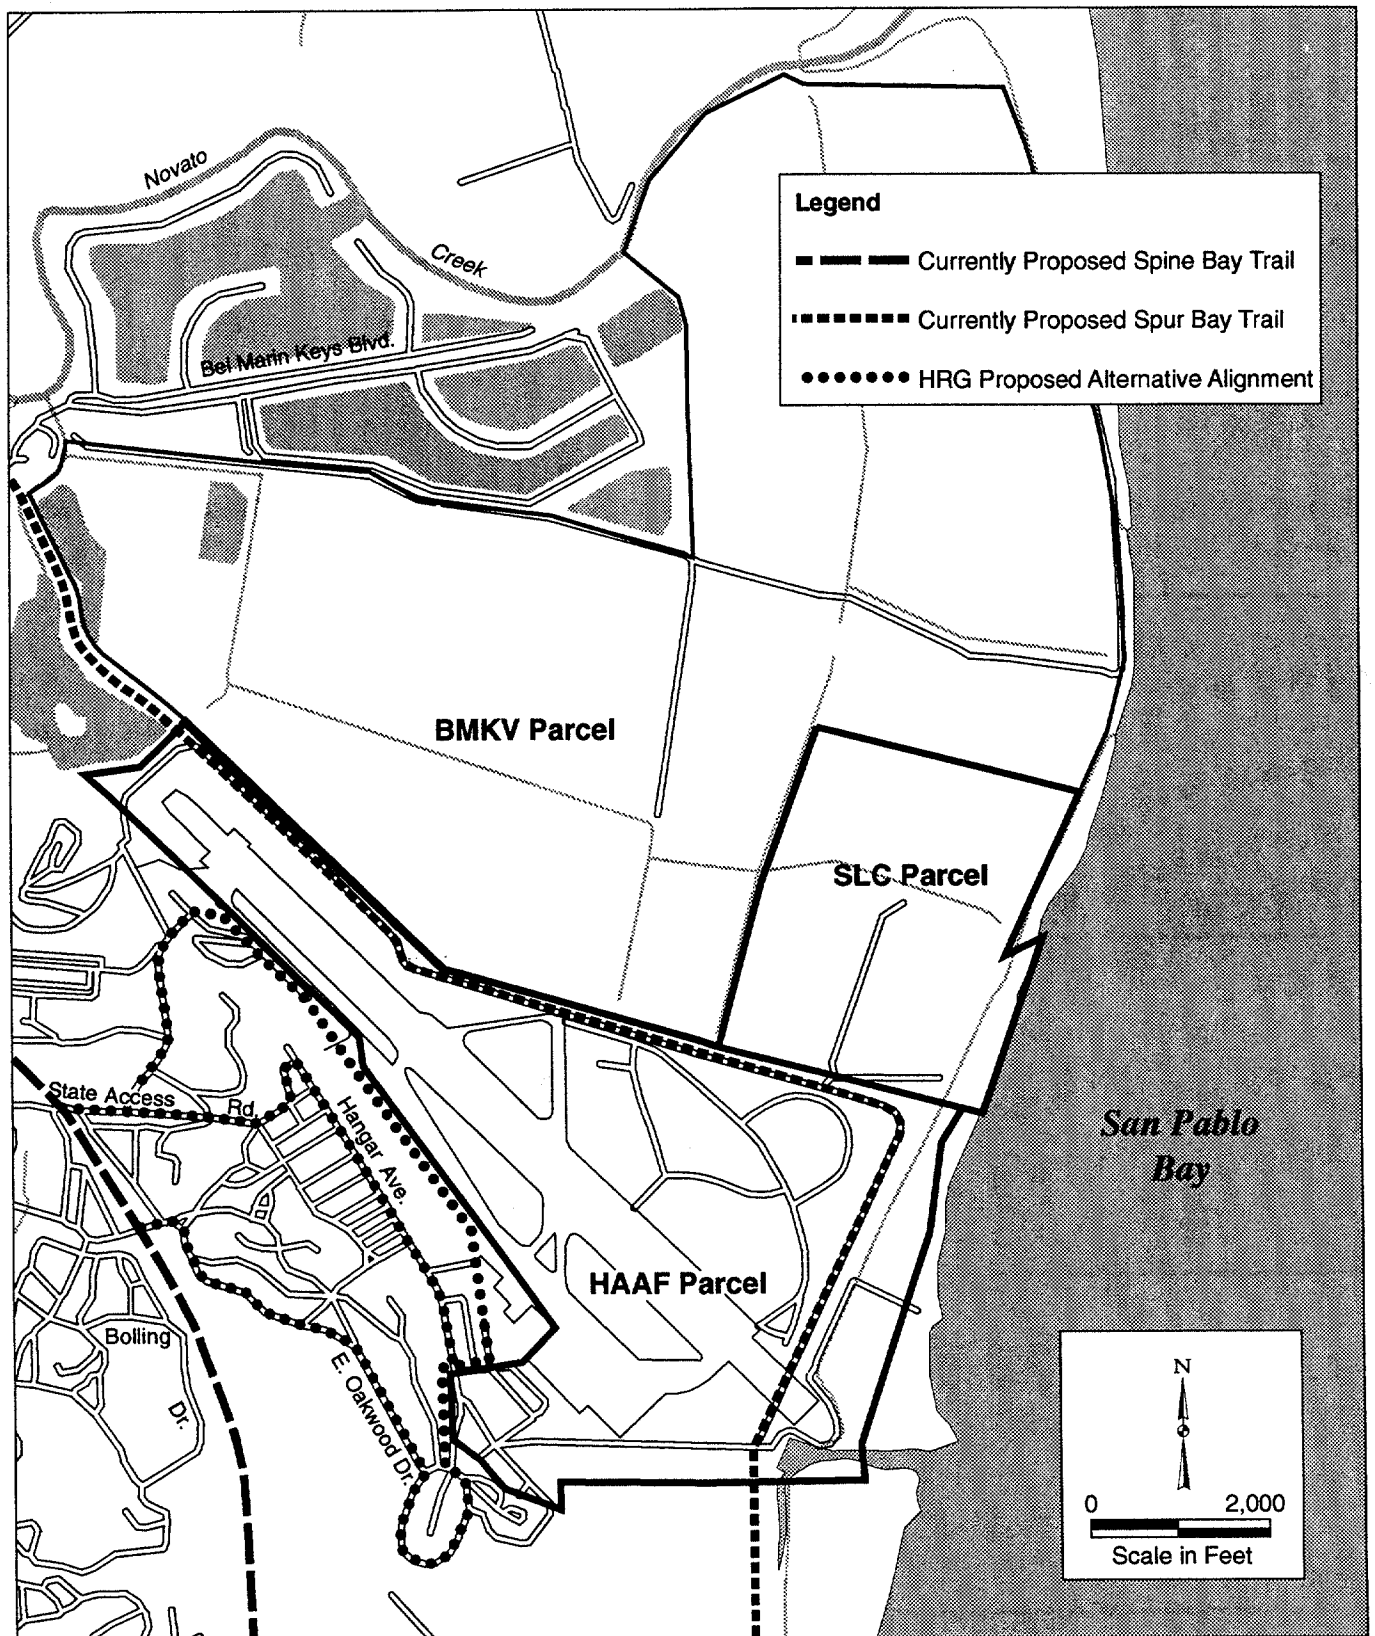 Novato
Creek
Legend
Currently Proposed Spine Bay Trail
Currently Proposed Spur Bay Trail
HRG Proposed Alternative Alignment
Bel Marin Keys Blvd.
BMKV Parcel
SLC Parcel
State Access
Rd.
Hangar Ave.
San Pablo
Bay
HAAF Parcel
Bolling
Dr.
E. Oakwood Dr.
N
0 2,000
Scale in Feet